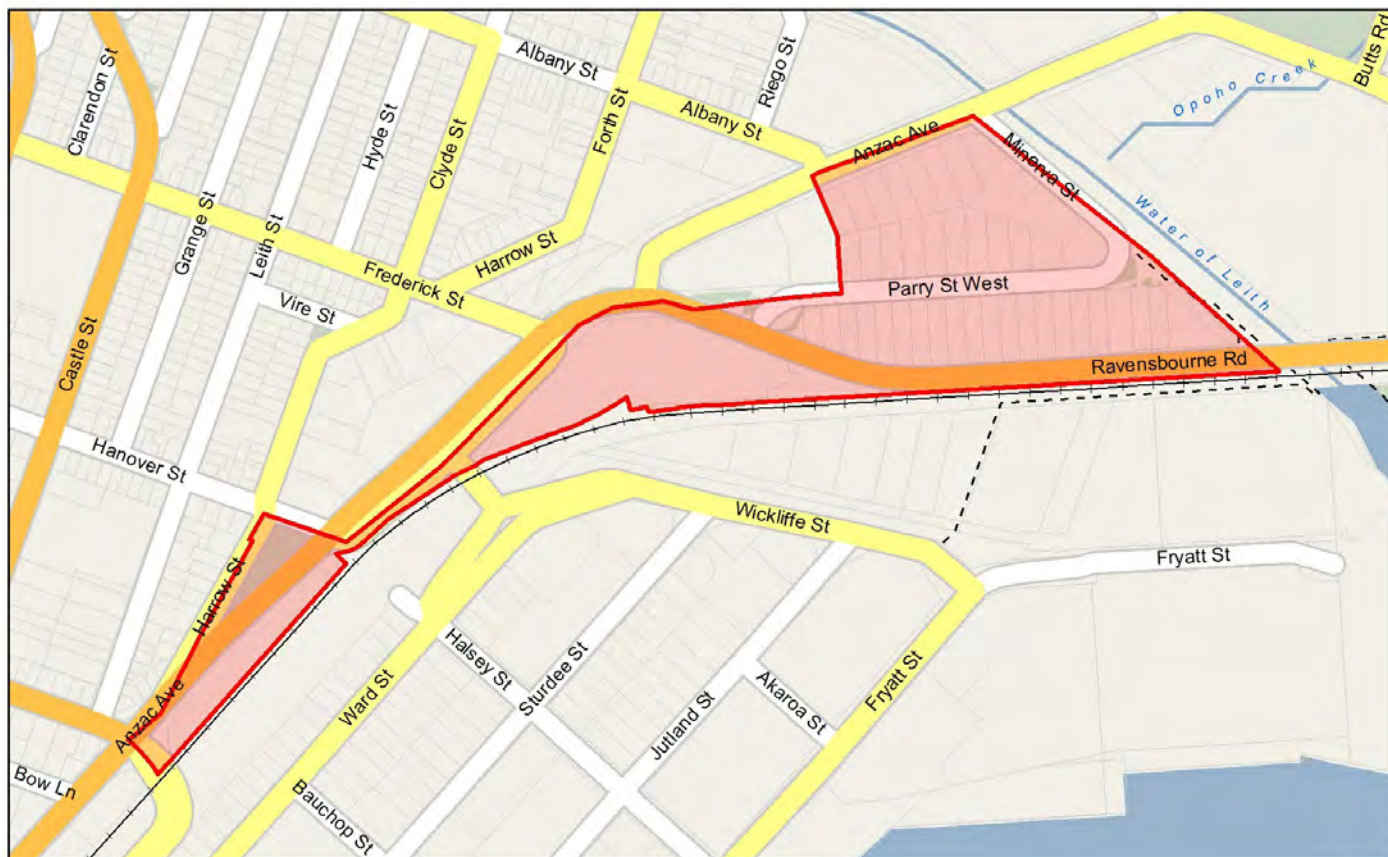 Clarendon St
Albany St
Riego St
Butts Rd
Opoho Creek
Hyde St
Clyde St
Forth St
Albany St
Anzac Ave
Minerva St
Grange St
Leith St
Harrow St
Water of Leith
Frederick St
Parry St West
Vire St
Castle St
Ravensbourne Rd
Hanover St
Wickliffe St
Fryatt St
Harrow St
Halsey St
Sturdee St
Akaroa St
Fryatt St
Ward St
Jutland St
Anzac Ave
Bow Ln
Bauchop St